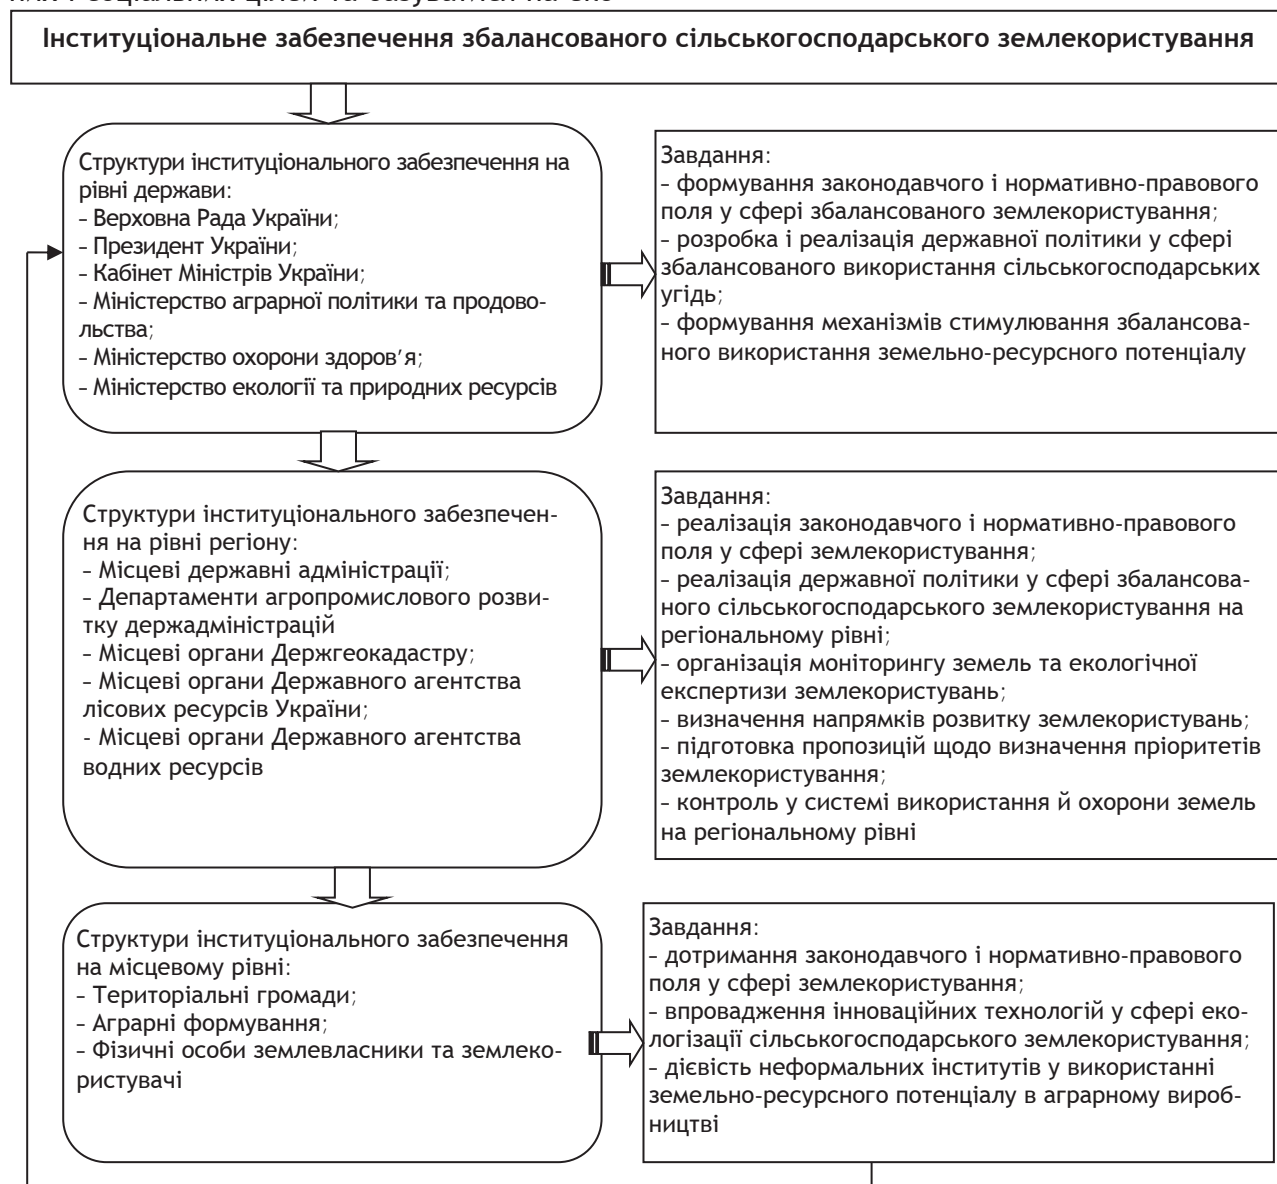 Інституціональне забезпечення збалансованого сільськогосподарського землекористування
Структури інституціонального забезпечення на
рівні держави:
– Верховна Рада України;
– Президент України;
– Кабінет Міністрів України;
– Міністерство аграрної політики та продово-
льства;
– Міністерство охорони здоров’я;
– Міністерство екології та природних ресурсів
Завдання:
– формування законодавчого і нормативно-правового
поля у сфері збалансованого землекористування;
– розробка і реалізація державної політики у сфері
збалансованого використання сільськогосподарських
угідь;
– формування механізмів стимулювання збалансова-
ного використання земельно-ресурсного потенціалу
Структури інституціонального забезпечен-
ня на рівні регіону:
– Місцеві державні адміністрації;
– Департаменти агропромислового розви-
тку держадміністрацій
– Місцеві органи Держгеокадастру;
– Місцеві органи Державного агентства
лісових ресурсів України;
- Місцеві органи Державного агентства
водних ресурсів
Завдання:
– реалізація законодавчого і нормативно-правового
поля у сфері землекористування;
– реалізація державної політики у сфері збалансова-
ного сільськогосподарського землекористування на
регіональному рівні;
– організація моніторингу земель та екологічної
експертизи землекористувань;
– визначення напрямків розвитку землекористувань;
– підготовка пропозицій щодо визначення пріоритетів
землекористування;
– контроль у системі використання й охорони земель
на регіональному рівні
Структури інституціонального забезпечення
на місцевому рівні:
– Територіальні громади;
– Аграрні формування;
– Фізичні особи землевласники та землеко-
ристувачі
Завдання:
– дотримання законодавчого і нормативно-правового
поля у сфері землекористування;
– впровадження інноваційних технологій у сфері еко-
логізації сільськогосподарського землекористування;
– дієвість неформальних інститутів у використанні
земельно-ресурсного потенціалу в аграрному вироб-
ництві